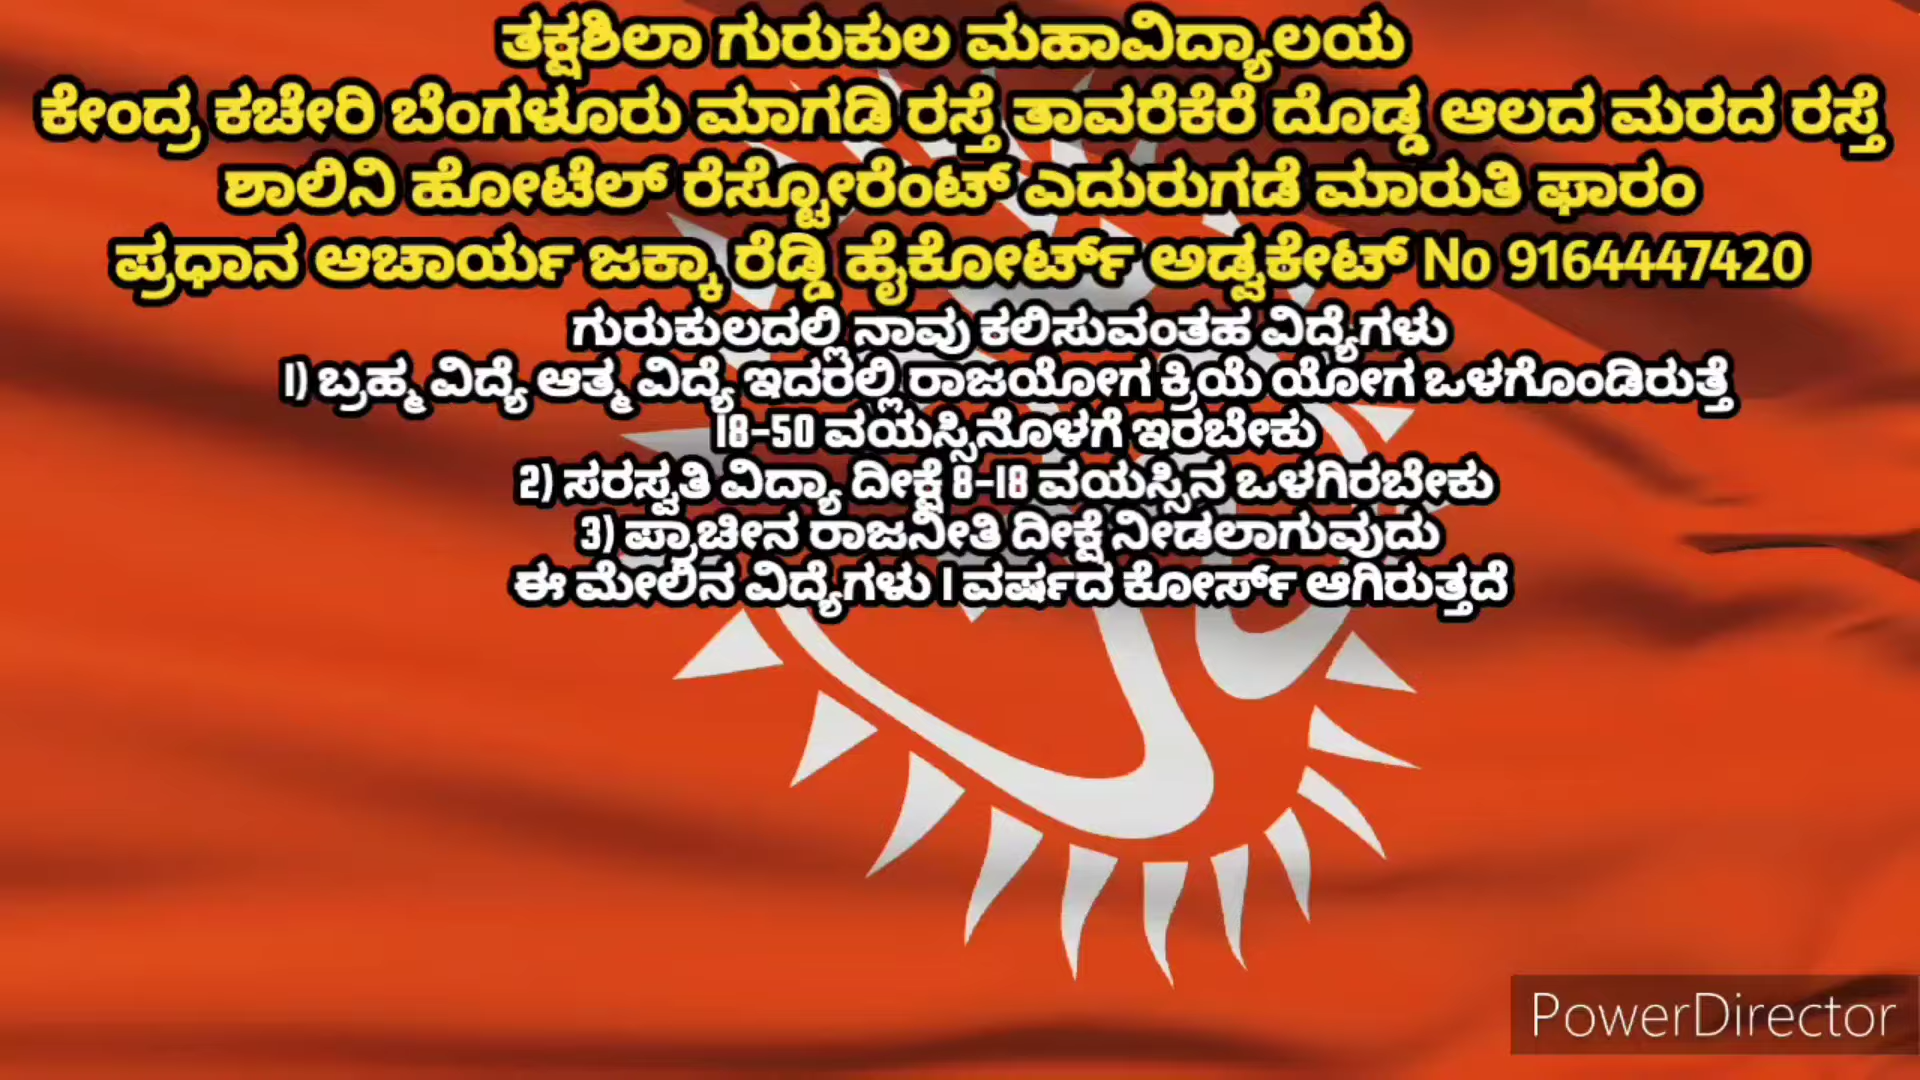 ತಕ್ಷಶಿಲಾ ಗುರುಕುಲ ಮಹಾವಿದ್ಯಾಲಯ
ಕೇಂದ್ರ ಕಚೇರಿ ಬೆಂಗಳೂರು ಮಾಗಡಿ ರಸ್ತೆ ತಾವರೆಕೆರೆ ದೊಡ್ಡ ಆಲದ ಮರದ ರಸ್ತೆ
ಶಾಲಿನಿ ಹೋಟೆಲ್ ರೆಸ್ಟೋರೆಂಟ್ ಎದುರುಗಡೆ ಮಾರುತಿ ಫಾರಂ
ಪ್ರಧಾನ ಆಚಾರ್ಯ ಜಕ್ಕಾ ರೆಡ್ಡಿ ಹೈಕೋರ್ಟ್ ಅಡ್ವಕೇಟ್ No 9164447420
ಗುರುಕುಲದಲ್ಲಿ ನಾವು ಕಲಿಸುವಂತಹ ವಿದ್ಯೆಗಳು
1) ಬ್ರಹ್ಮ ವಿದ್ಯೆ ಆತ್ಮ ವಿದ್ಯೆ ಇದರಲ್ಲಿ ರಾಜಯೋಗ ಕ್ರಿಯೆ ಯೋಗ ಒಳಗೊಂಡಿರುತ್ತೆ
18-50 ವಯಸ್ಸಿನೊಳಗೆ ಇರಬೇಕು
2) ಸರಸ್ವತಿ ವಿದ್ಯಾ ದೀಕ್ಷೆ 8-18 ವಯಸ್ಸಿನ ಒಳಗಿರಬೇಕು
3) ಪ್ರಾಚೀನ ರಾಜನೀತಿ ದೀಕ್ಷೆ ನೀಡಲಾಗುವುದು
ಈ ಮೇಲಿನ ವಿದ್ಯೆಗಳು 1 ವರ್ಷದ ಕೋರ್ಸ್ ಆಗಿರುತ್ತದೆ
PowerDirector